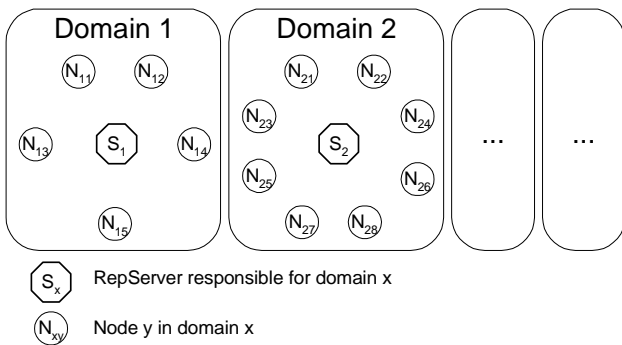 Domain 1
Domain 2
N11 N12
N21 N22
N23 N24
N13 S1 N14
S2
... ...
N25 N26
N15
N27 N28
Sx RepServer responsible for domain x
Nxy Node y in domain x